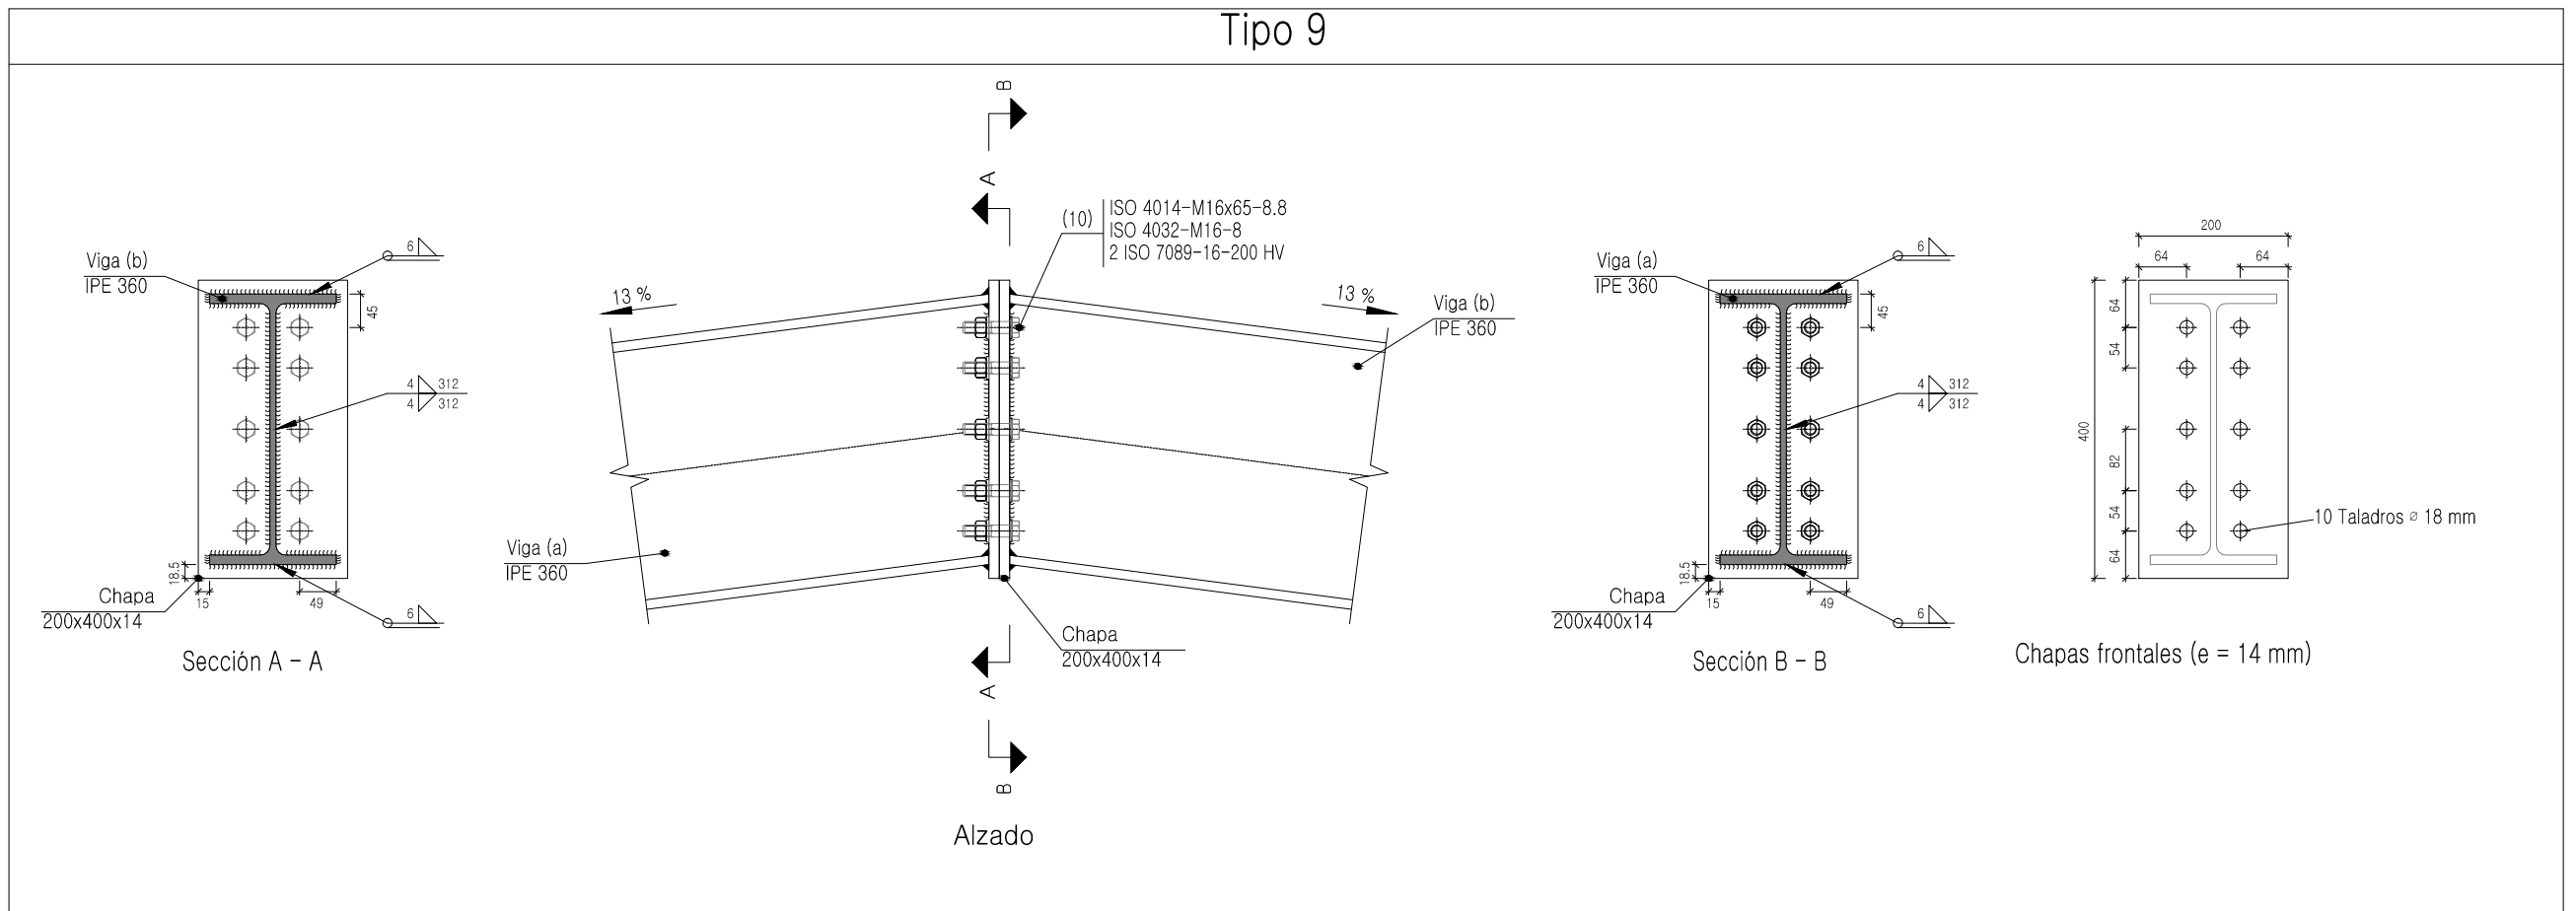 Tipo 9
Viga (b)
IPE 360
6
45
4 312
4 312
18.5
15
49
6
Chapa
200x400x14
Sección A - A
B
A
(10)
ISO 4014-M16x65-8.8
ISO 4032-M16-8
2 ISO 7089-16-200 HV
13 %
13 %
Viga (b)
IPE 360
Viga (a)
IPE 360
Chapa
200x400x14
A
B
Alzado
Viga (a)
IPE 360
6
45
4 312
4 312
18.5
15
49
6
Chapa
200x400x14
Sección B - B
200
64
64
64
54
400
82
54
64
10 Taladros ⌀ 18 mm
Chapas frontales (e = 14 mm)